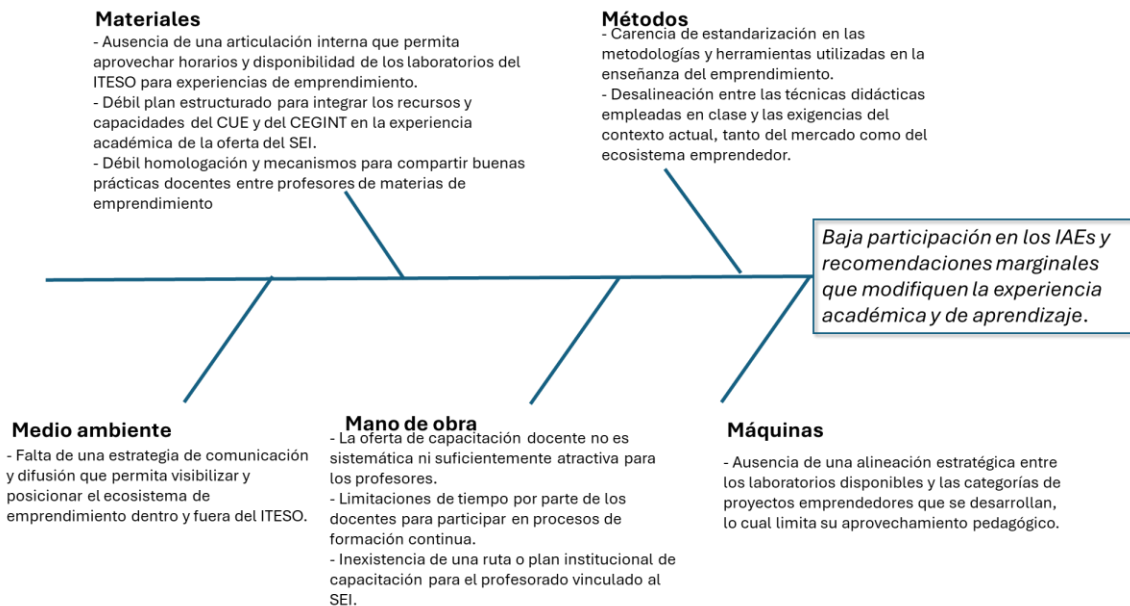 Materiales
- Ausencia de una articulación interna que permita
aprovechar horarios y disponibilidad de los laboratorios del
ITESO para experiencias de emprendimiento.
- Débil plan estructurado para integrar los recursos y
capacidades del CUE y del CEGINT en la experiencia
académica de la oferta del SEI.
- Débil homologación y mecanismos para compartir buenas
prácticas docentes entre profesores de materias de
emprendimiento
Métodos
- Carencia de estandarización en las
metodologías y herramientas utilizadas en la
enseñanza del emprendimiento.
- Desalineación entre las técnicas didácticas
empleadas en clase y las exigencias del
contexto actual, tanto del mercado como del
ecosistema emprendedor.
Baja participación en los IAEs y
recomendaciones marginales
que modifiquen la experiencia
académica y de aprendizaje.
Medio ambiente
- Falta de una estrategia de comunicación
y difusión que permita visibilizar y
posicionar el ecosistema de
emprendimiento dentro y fuera del ITESO.
Mano de obra
- La oferta de capacitación docente no es
sistemática ni suficientemente atractiva para
los profesores.
- Limitaciones de tiempo por parte de los
docentes para participar en procesos de
formación continua.
- Inexistencia de una ruta o plan institucional de
capacitación para el profesorado vinculado al
SEI.
Máquinas
- Ausencia de una alineación estratégica entre
los laboratorios disponibles y las categorías de
proyectos emprendedores que se desarrollan,
lo cual limita su aprovechamiento pedagógico.